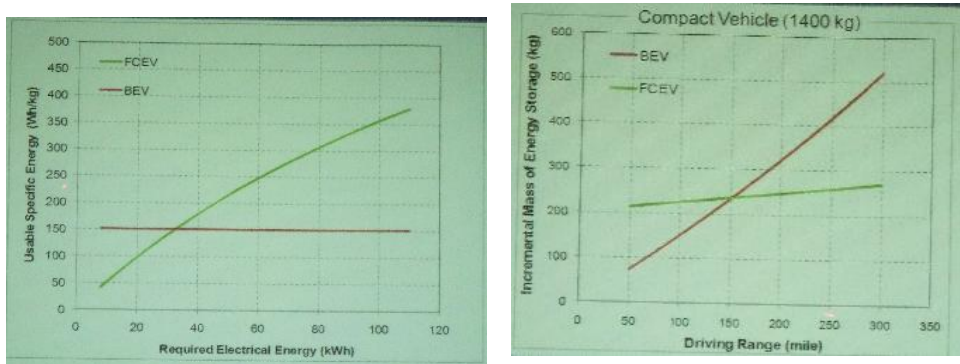 500
450
400
350
300
250
200
150
100
50
0
Usable Specific Energy (Wh/kg)
FCEV
BEV
0 20 40 60 80 100 120
Required Electrical Energy (kWh)
Compact Vehicle (1400 kg)
600
500
400
300
200
100
0
Incremental Mass of Energy Storage (kg)
BEV
FCEV
0 50 100 150 200 250 300 350
Driving Range (mile)